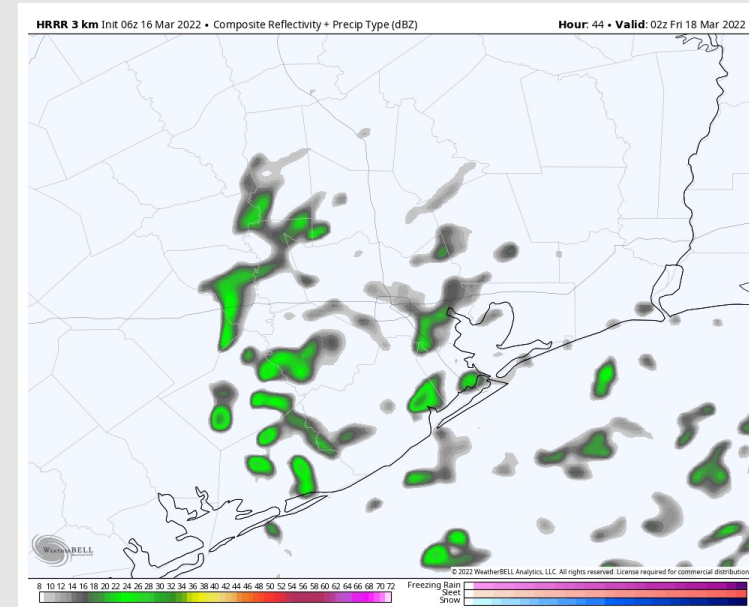 HRRR 3 km Init 06z 16 Mar 2022 • Composite Reflectivity + Precip Type (dBZ)
Hour: 44 • Valid: 02z Fri 18 Mar 2022
WEATHERBELL
© 2022 WeatherBELL Analytics, LLC. All rights reserved. License required for commercial distribution
8 10 12 14 16 18 20 22 24 26 28 30 32 34 36 38 40 42 44 46 48 50 52 54 56 58 60 62 64 66 68 70 72
Freezing Rain
Sleet
Snow